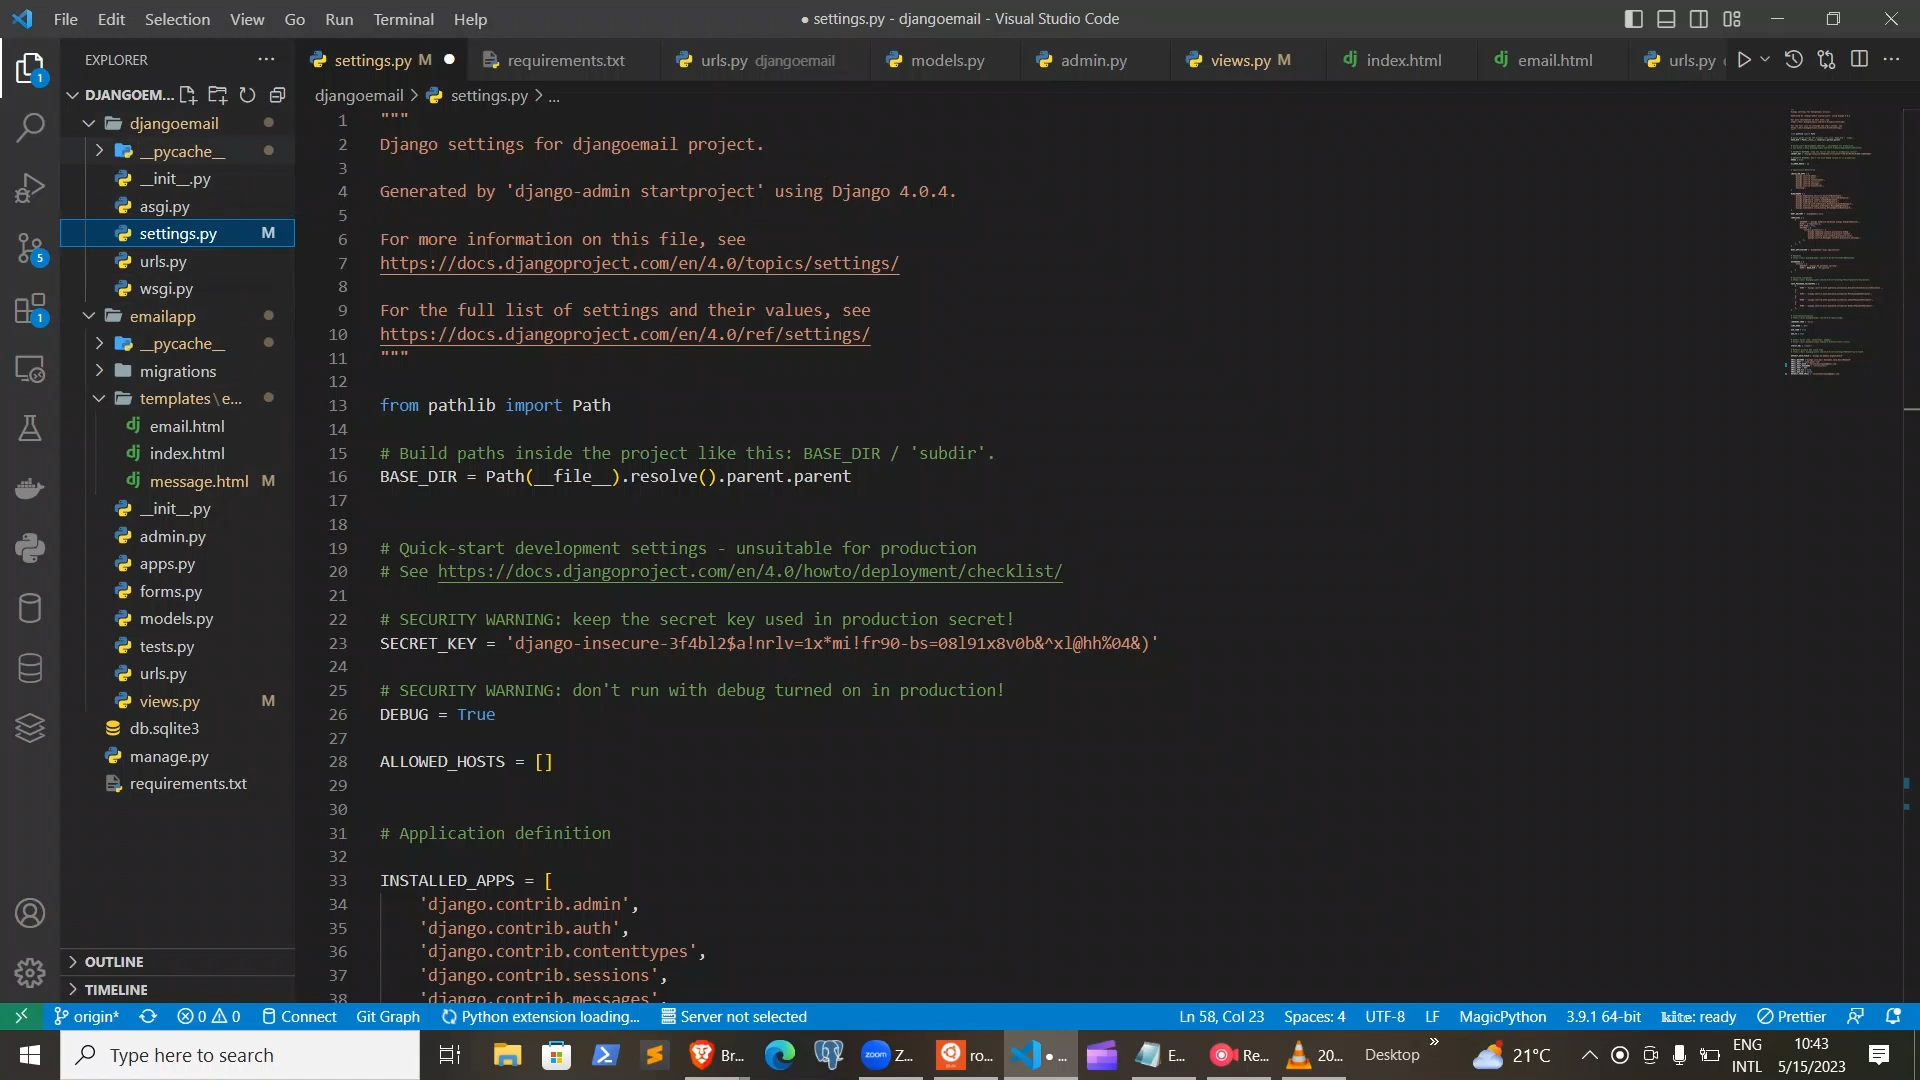 File Edit Selection View Go Run Terminal Help
● settings.py - djangoemail - Visual Studio Code
EXPLORER
DJANGOEM...
djangoemail
__pycache__
__init__.py
asgi.py
settings.py M
urls.py
wsgi.py
emailapp
__pycache__
migrations
templates\e...
email.html
index.html
message.html M
__init__.py
admin.py
apps.py
forms.py
models.py
tests.py
urls.py
views.py M
db.sqlite3
manage.py
requirements.txt
OUTLINE
TIMELINE
1
5
1
settings.py M ● requirements.txt urls.py djangoemail models.py admin.py views.py M index.html email.html urls.py
djangoemail > settings.py > ...
1 """
2 Django settings for djangoemail project.
3
4 Generated by 'django-admin startproject' using Django 4.0.4.
5
6 For more information on this file, see
7 https://docs.djangoproject.com/en/4.0/topics/settings/
8
9 For the full list of settings and their values, see
10 https://docs.djangoproject.com/en/4.0/ref/settings/
11 """
12
13 from pathlib import Path
14
15 # Build paths inside the project like this: BASE_DIR / 'subdir'.
16 BASE_DIR = Path(__file__).resolve().parent.parent
17
18
19 # Quick-start development settings - unsuitable for production
20 # See https://docs.djangoproject.com/en/4.0/howto/deployment/checklist/
21
22 # SECURITY WARNING: keep the secret key used in production secret!
23 SECRET_KEY = 'django-insecure-3f4bl2$a!nrlv=1x*mi!fr90-bs=08l91x8v0b&^xl@hh%04&)'
24
25 # SECURITY WARNING: don't run with debug turned on in production!
26 DEBUG = True
27
28 ALLOWED_HOSTS = []
29
30
31 # Application definition
32
33 INSTALLED_APPS = [
34 'django.contrib.admin',
35 'django.contrib.auth',
36 'django.contrib.contenttypes',
37 'django.contrib.sessions',
38 'django.contrib.messages',
origin* 0 0 Connect Git Graph Python extension loading... Server not selected Ln 58, Col 23 Spaces: 4 UTF-8 LF MagicPython 3.9.1 64-bit kite: ready Prettier
Type here to search Br... zoom Z... ro... ... E... Re... 20... Desktop » 21°C ENG INTL 10:43 5/15/2023